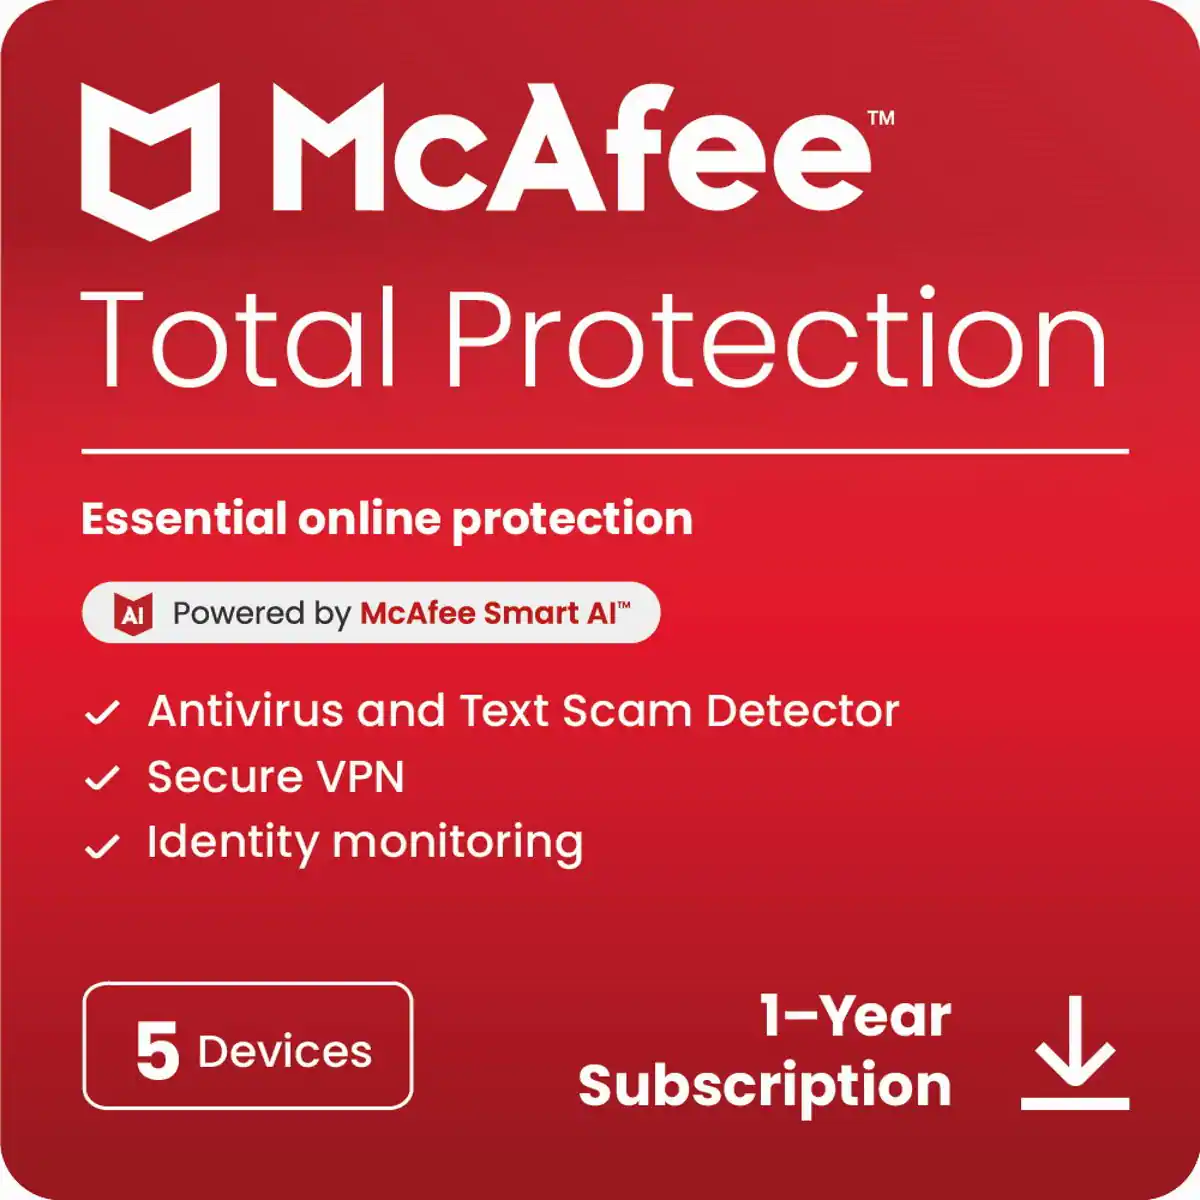 McAfee™
Total Protection
Essential online protection
AI Powered by McAfee Smart AI™
Antivirus and Text Scam Detector
Secure VPN
Identity monitoring
5 Devices
1–Year
Subscription